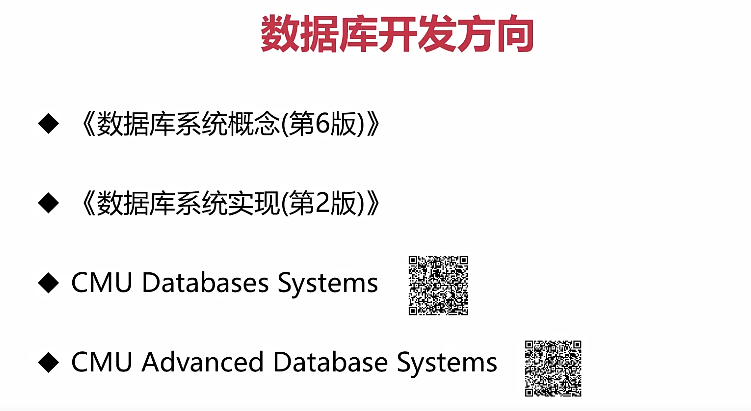 数据库开发方向
◆ 《数据库系统概念(第6版)》
◆ 《数据库系统实现(第2版)》
◆ CMU Databases Systems
◆ CMU Advanced Database Systems